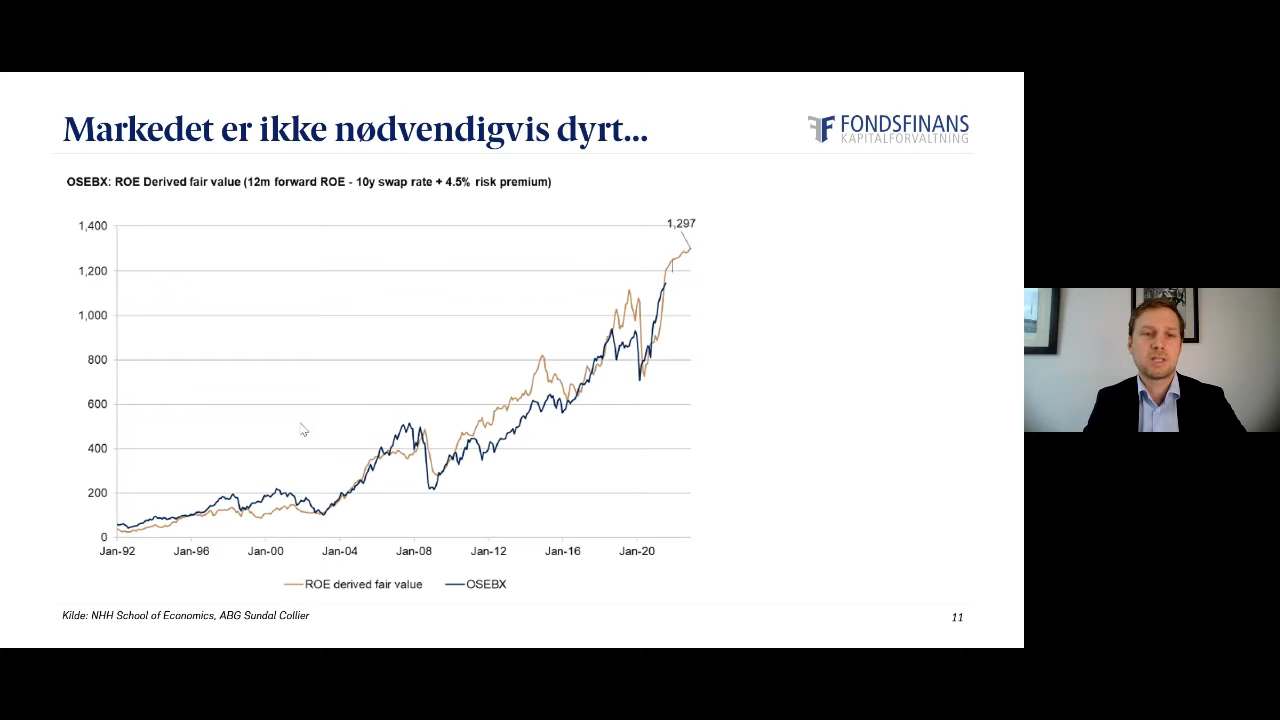 Markedet er ikke nødvendigvis dyrt...
FONDSFINANS
KAPITALFORVALTNING
OSEBX: ROE Derived fair value (12m forward ROE - 10y swap rate + 4.5% risk premium)
1,297
1,400
1,200
1,000
800
600
400
200
0
Jan-92 Jan-96 Jan-00 Jan-04 Jan-08 Jan-12 Jan-16 Jan-20
ROE derived fair value OSEBX
Kilde: NHH School of Economics, ABG Sundal Collier
11